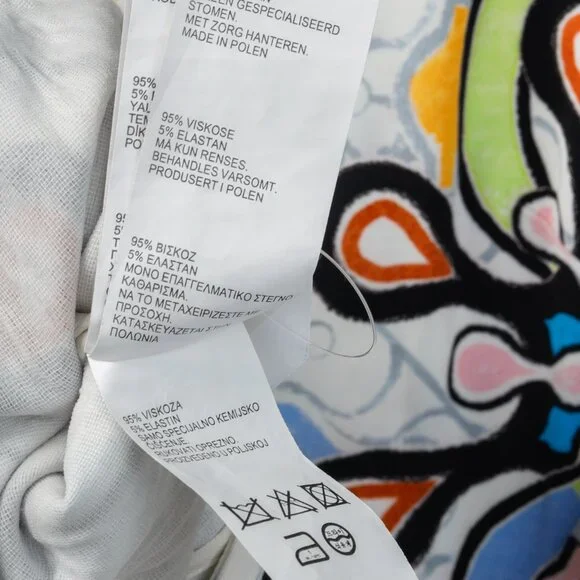 GESPECIALISEERD
STOMEN.
MET ZORG HANTEREN.
MADE IN POLEN
95%
5%
95% VISKOSE
5% ELASTAN
MÅ KUN RENSES.
BEHANDLES VARSOMT.
PRODUSERT I POLEN
95% ΒΙΣΚΟΖ
5% ΕΛΑΣΤΑΝ
ΜΟΝΟ ΕΠΑΓΓΕΛΜΑΤΙΚΟ ΣΤΕΓΝΟ
ΚΑΘΑΡΙΣΜΑ.
ΝΑ ΤΟ ΜΕΤΑΧΕΙΡΙΖΕΣΤΕ ΜΕ
ΠΡΟΣΟΧΗ.
ΚΑΤΑΣΚΕΥΑΖΕΤΑΙ
ΠΟΛΩΝΙΑ
95% VISKOZA
5% ELASTIN
SAMO SPECIJALNO KEMIJSKO
ČIŠĆENJE.
RUKOVATI OPREZNO.
PROIZVEDENO U POLJSKOJ